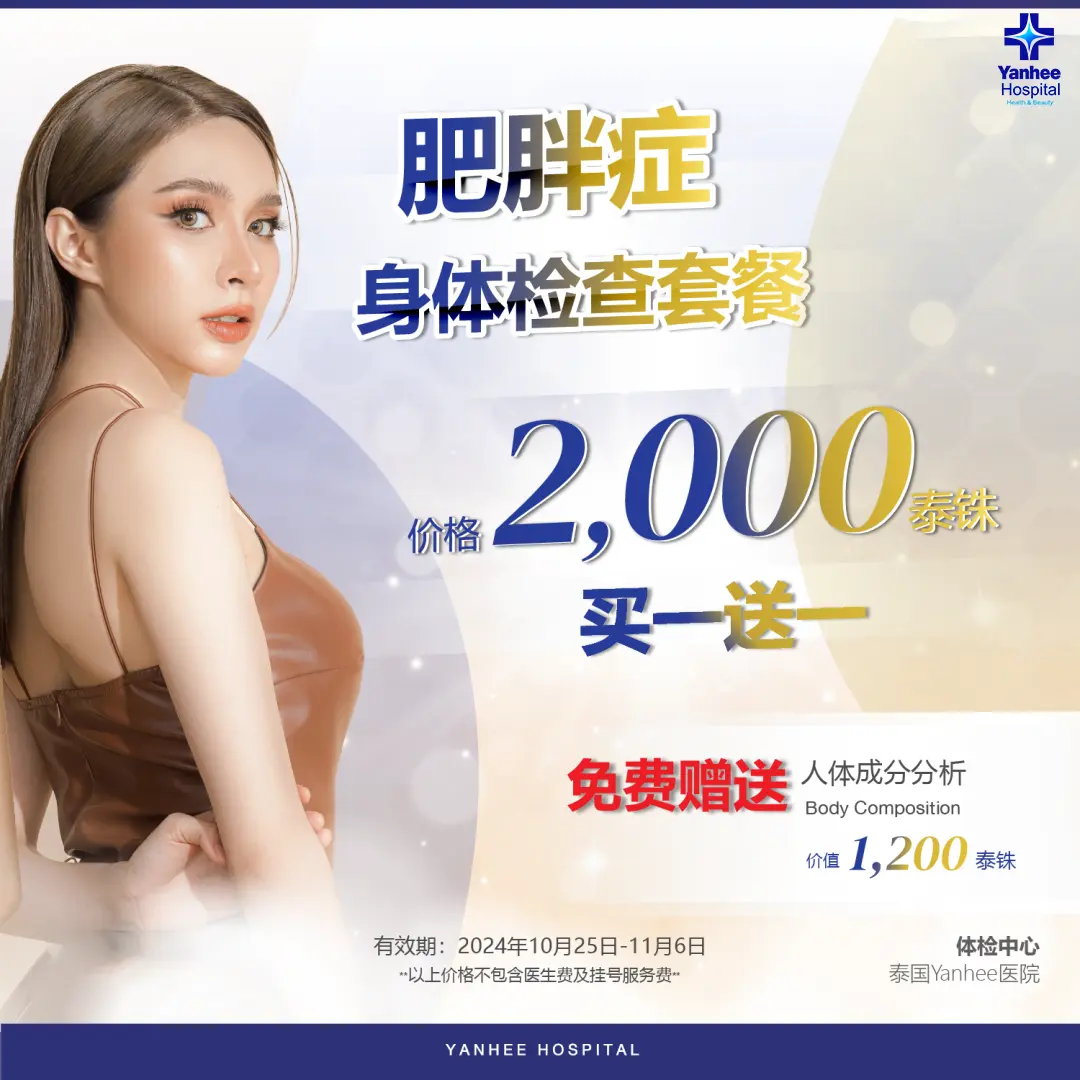 Yanhee
Hospital
Health & Beauty
肥胖症
身体检查套餐
价格 2,000 泰铢
买一送一
免费赠送 人体成分分析
Body Composition
价值 1,200 泰铢
有效期：2024年10月25日-11月6日
**以上价格不包含医生费及挂号服务费**
体检中心
泰国Yanhee医院
YANHEE HOSPITAL